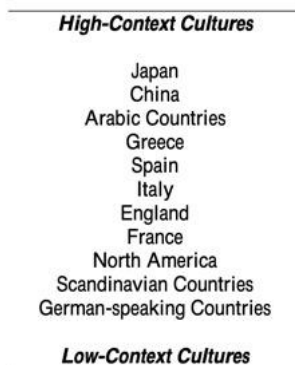 High-Context Cultures
Japan
China
Arabic Countries
Greece
Spain
Italy
England
France
North America
Scandinavian Countries
German-speaking Countries
Low-Context Cultures